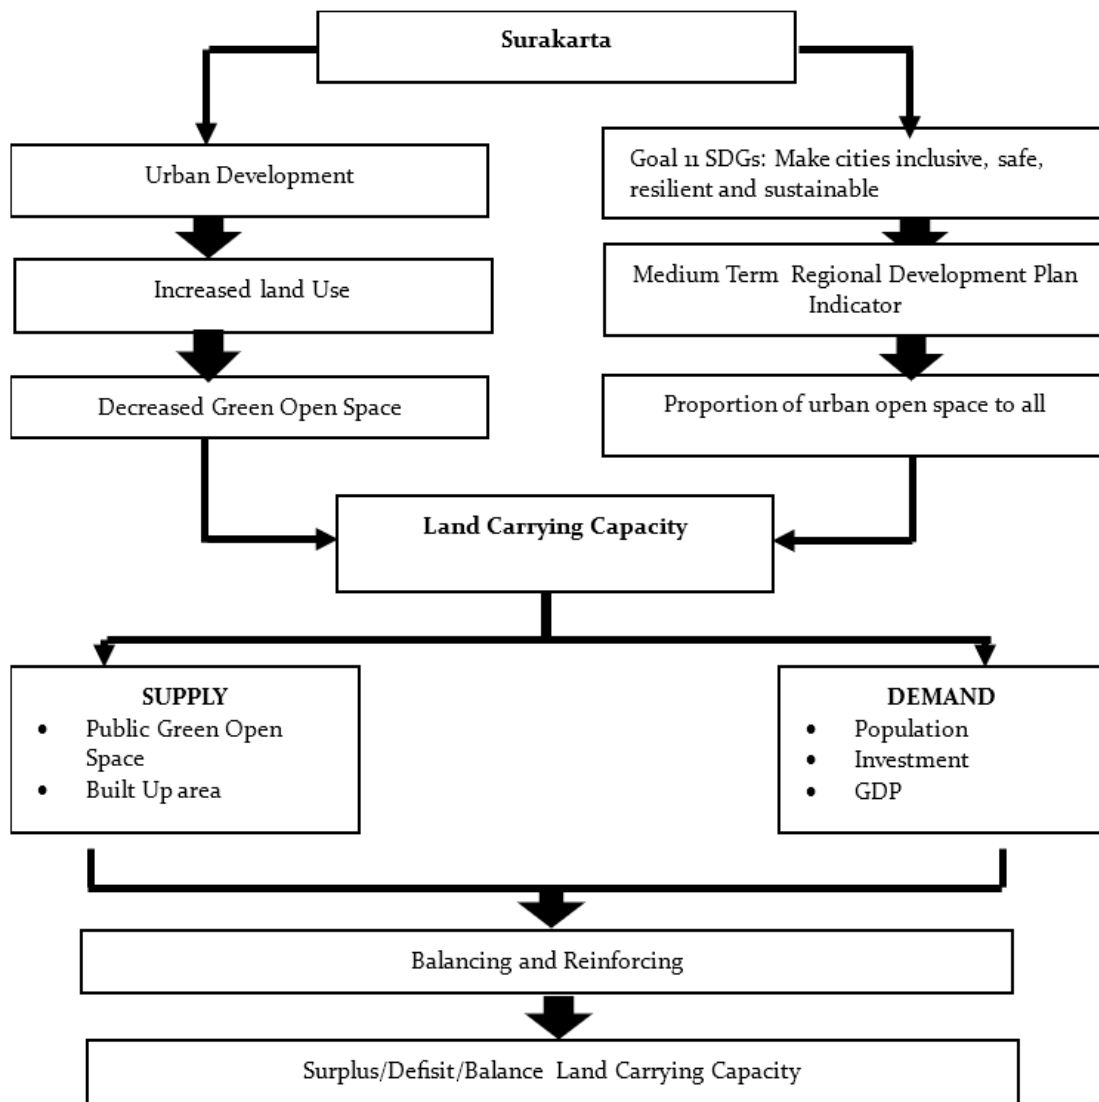 Surakarta
Urban Development
Increased land Use
Decreased Green Open Space
Goal 11 SDGs: Make cities inclusive, safe,
resilient and sustainable
Medium Term Regional Development Plan
Indicator
Proportion of urban open space to all
Land Carrying Capacity
SUPPLY
• Public Green Open
Space
• Built Up area
DEMAND
• Population
• Investment
• GDP
Balancing and Reinforcing
Surplus/Defisit/Balance Land Carrying Capacity